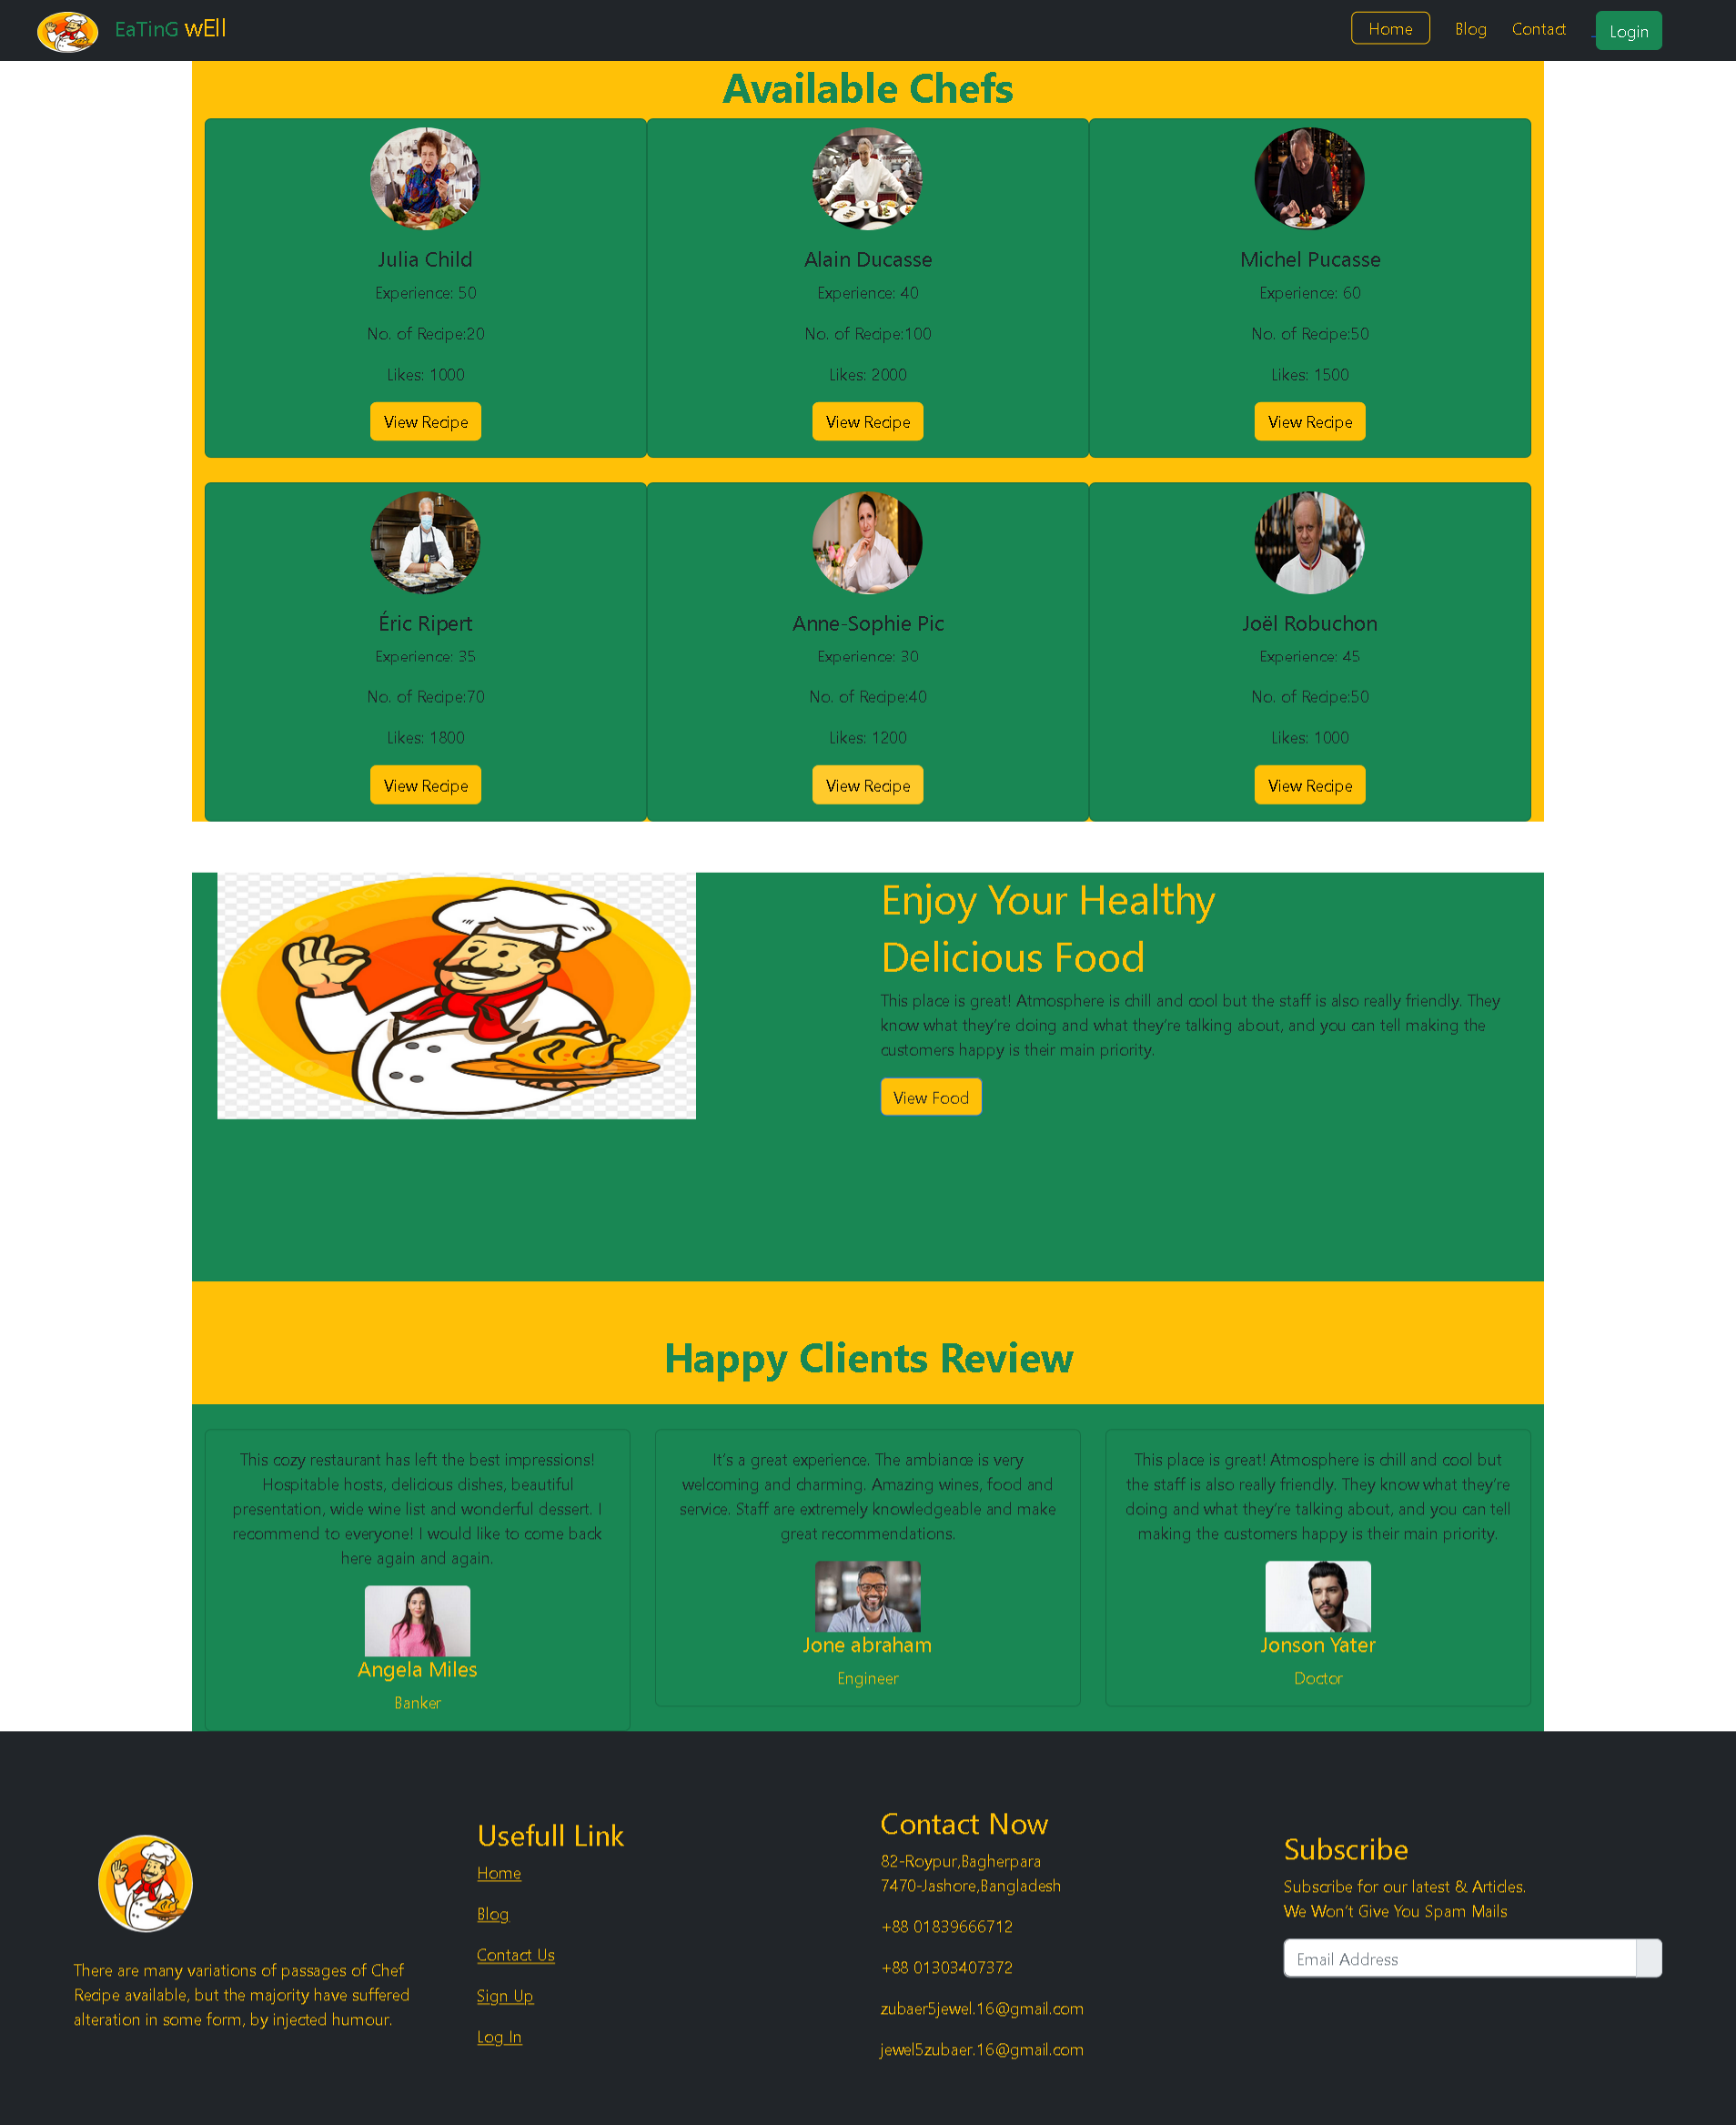 EaTinG wEll
Home Blog Contact Login
Available Chefs
Julia Child
Experience: 50
No. of Recipe:20
Likes: 1000
View Recipe
Alain Ducasse
Experience: 40
No. of Recipe:100
Likes: 2000
View Recipe
Michel Pucasse
Experience: 60
No. of Recipe:50
Likes: 1500
View Recipe
Éric Ripert
Experience: 35
No. of Recipe:70
Likes: 1800
View Recipe
Anne-Sophie Pic
Experience: 30
No. of Recipe:40
Likes: 1200
View Recipe
Joël Robuchon
Experience: 45
No. of Recipe:50
Likes: 1000
View Recipe
Enjoy Your Healthy
Delicious Food
This place is great! Atmosphere is chill and cool but the staff is also really friendly. They
know what they're doing and what they're talking about, and you can tell making the
customers happy is their main priority.
View Food
Happy Clients Review
This cozy restaurant has left the best impressions!
Hospitable hosts, delicious dishes, beautiful
presentation, wide wine list and wonderful dessert. I
recommend to everyone! I would like to come back
here again and again.
Angela Miles
Banker
It's a great experience. The ambiance is very
welcoming and charming. Amazing wines, food and
service. Staff are extremely knowledgeable and make
great recommendations.
Jone abraham
Engineer
This place is great! Atmosphere is chill and cool but
the staff is also really friendly. They know what they're
doing and what they're talking about, and you can tell
making the customers happy is their main priority.
Jonson Yater
Doctor
There are many variations of passages of Chef
Recipe available, but the majority have suffered
alteration in some form, by injected humour.
Usefull Link
Home
Blog
Contact Us
Sign Up
Log In
Contact Now
82-Roypur,Bagherpara
7470-Jashore,Bangladesh
+88 01839666712
+88 01303407372
zubaer5jewel.16@gmail.com
jewel5zubaer.16@gmail.com
Subscribe
Subscribe for our latest & Articles.
We Won't Give You Spam Mails
Email Address